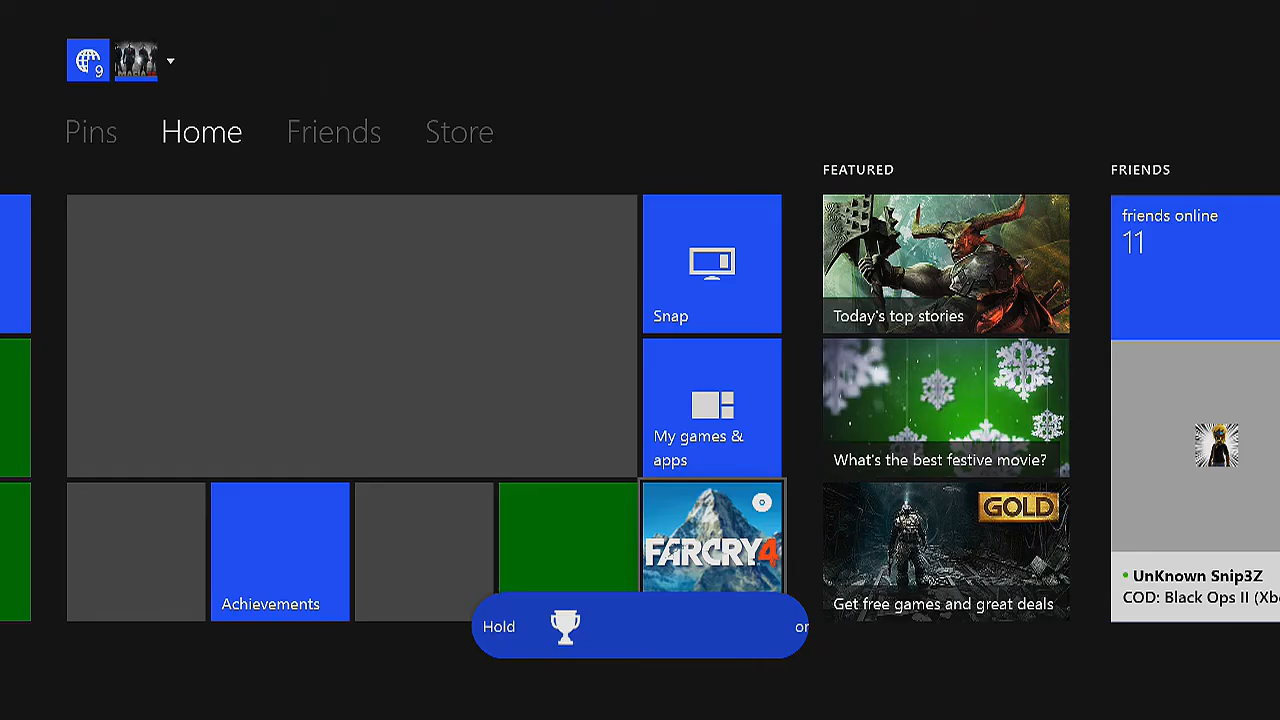 9
Pins Home Friends Store
FEATURED
FRIENDS
Snap
Today's top stories
friends online
11
My games &
apps
What's the best festive movie?
FARCRY4
GOLD
Achievements
Get free games and great deals
UnKnown Snip3Z
COD: Black Ops II (Xb
Hold
or